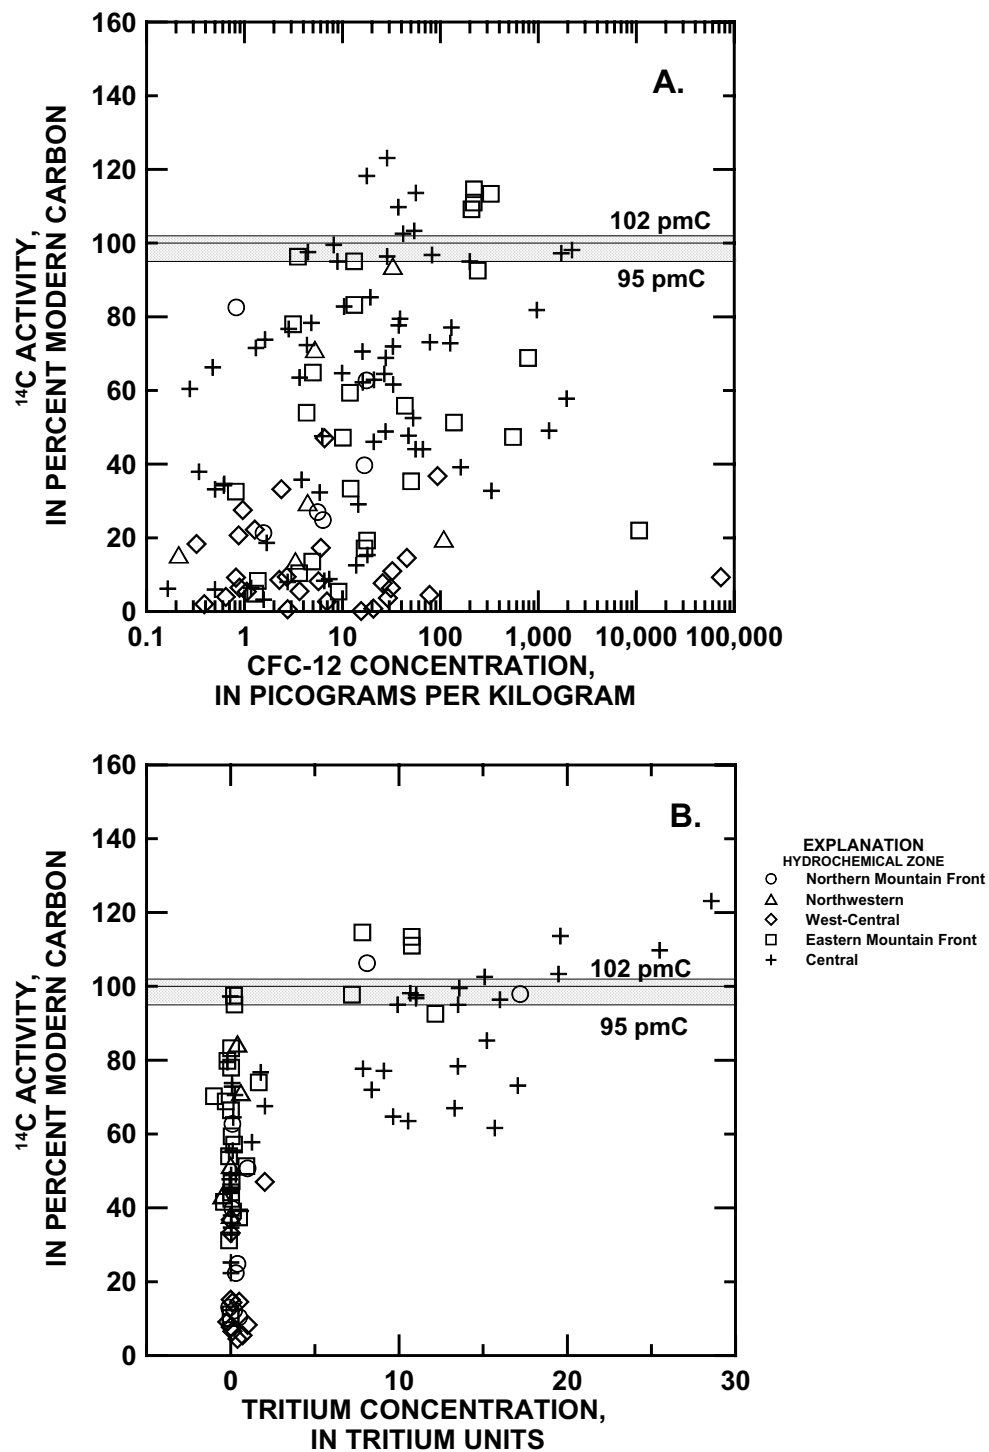 160
140
120
100
80
60
40
20
0
14C ACTIVITY,
IN PERCENT MODERN CARBON
A.
102 pmC
95 pmC
0.1 1 10 100 1,000 10,000 100,000
CFC-12 CONCENTRATION,
IN PICOGRAMS PER KILOGRAM
160
140
120
100
80
60
40
20
0
14C ACTIVITY,
IN PERCENT MODERN CARBON
B.
102 pmC
95 pmC
0 10 20 30
TRITIUM CONCENTRATION,
IN TRITIUM UNITS
EXPLANATION
HYDROCHEMICAL ZONE
Northern Mountain Front
Northwestern
West-Central
Eastern Mountain Front
Central